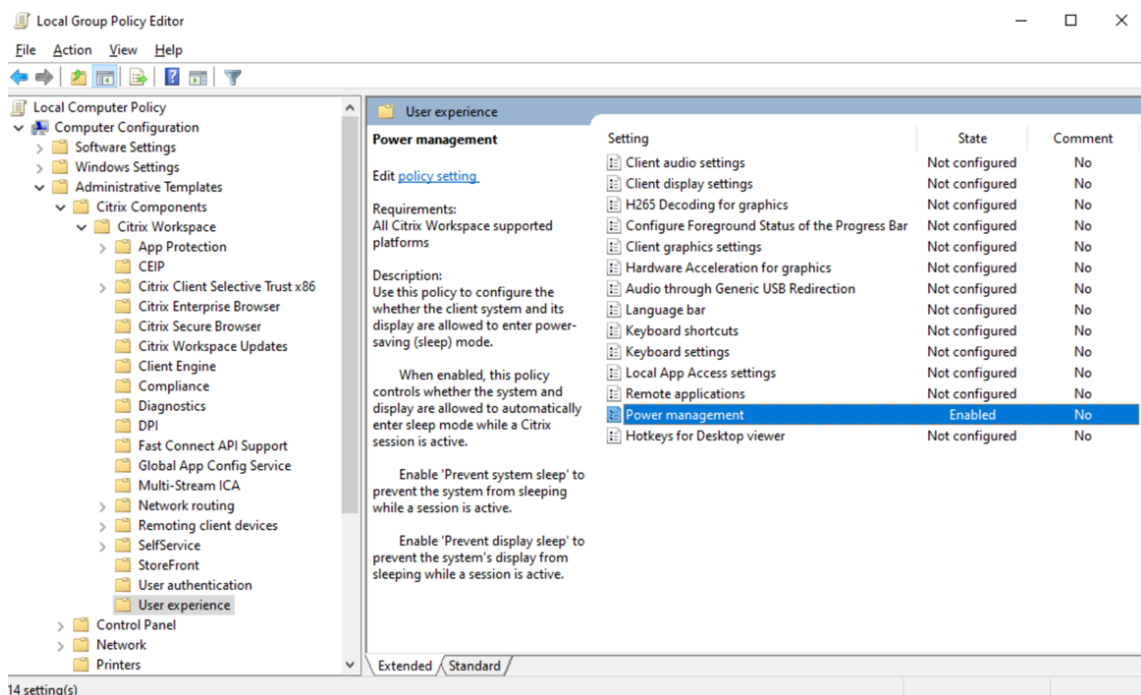 Local Group Policy Editor
File Action View Help
Local Computer Policy
Computer Configuration
Software Settings
Windows Settings
Administrative Templates
Citrix Components
Citrix Workspace
App Protection
CEIP
Citrix Client Selective Trust x86
Citrix Enterprise Browser
Citrix Secure Browser
Citrix Workspace Updates
Client Engine
Compliance
Diagnostics
DPI
Fast Connect API Support
Global App Config Service
Multi-Stream ICA
Network routing
Remoting client devices
SelfService
StoreFront
User authentication
User experience
Control Panel
Network
Printers
User experience
Power management
Edit policy setting
Requirements:
All Citrix Workspace supported
platforms
Description:
Use this policy to configure the
whether the client system and its
display are allowed to enter power-
saving (sleep) mode.
When enabled, this policy
controls whether the system and
display are allowed to automatically
enter sleep mode while a Citrix
session is active.
Enable 'Prevent system sleep' to
prevent the system from sleeping
while a session is active.
Enable 'Prevent display sleep' to
prevent the system's display from
sleeping while a session is active.
Setting State Comment
Client audio settings Not configured No
Client display settings Not configured No
H265 Decoding for graphics Not configured No
Configure Foreground Status of the Progress Bar Not configured No
Client graphics settings Not configured No
Hardware Acceleration for graphics Not configured No
Audio through Generic USB Redirection Not configured No
Language bar Not configured No
Keyboard shortcuts Not configured No
Keyboard settings Not configured No
Local App Access settings Not configured No
Remote applications Not configured No
Power management Enabled No
Hotkeys for Desktop viewer Not configured No
Extended Standard
14 setting(s)